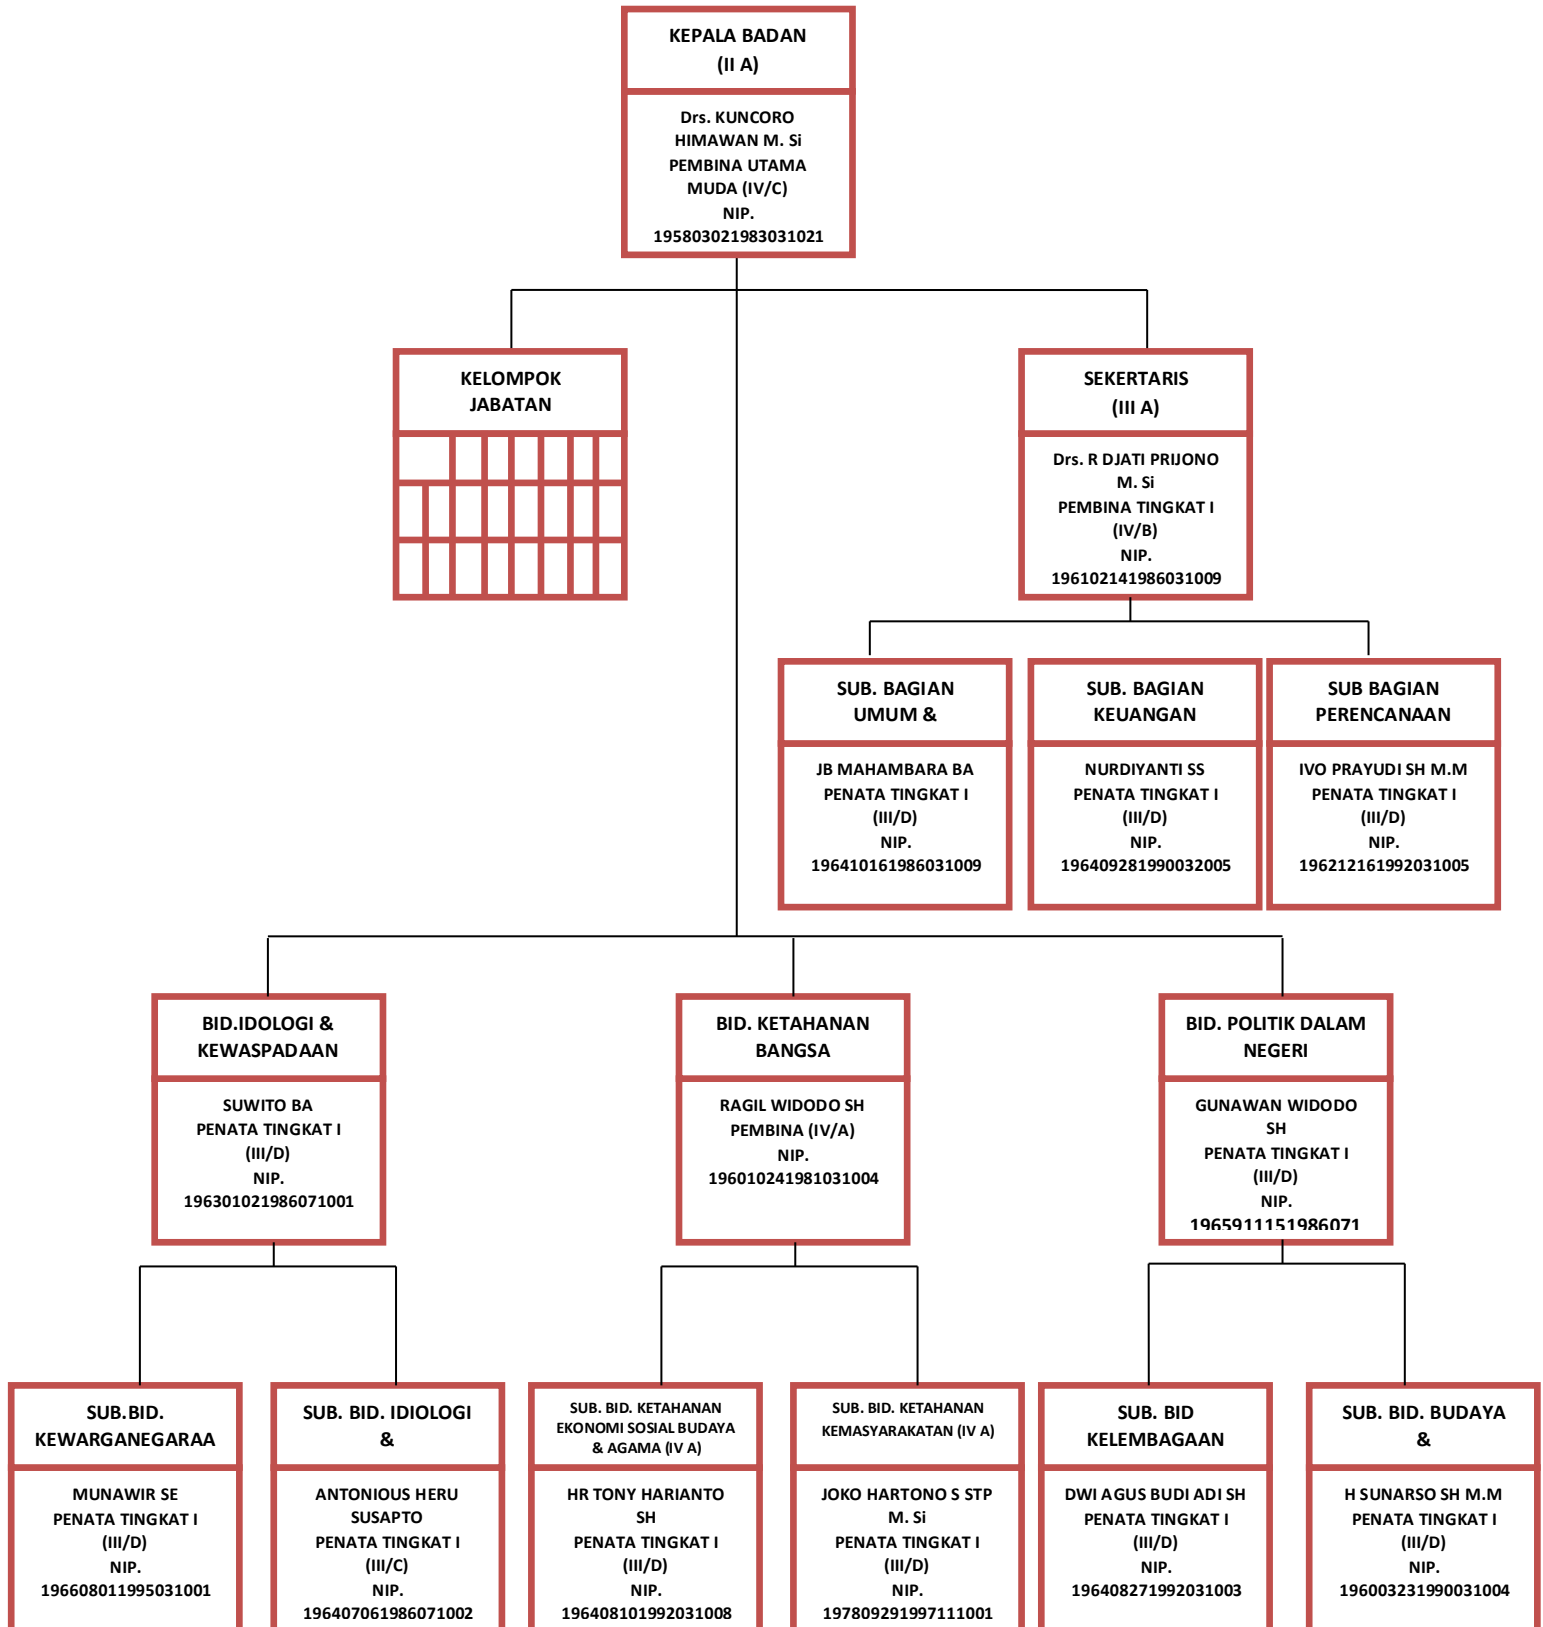 KEPALA BADAN
(II A)
Drs. KUNCORO
HIMAWAN M. Si
PEMBINA UTAMA
MUDA (IV/C)
NIP.
195803021983031021
KELOMPOK
JABATAN
SEKERTARIS
(III A)
Drs. R DJATI PRIJONO
M. Si
PEMBINA TINGKAT I
(IV/B)
NIP.
196102141986031009
SUB. BAGIAN
UMUM &
JB MAHAMBARA BA
PENATA TINGKAT I
(III/D)
NIP.
196410161986031009
SUB. BAGIAN
KEUANGAN
NURDIYANTI SS
PENATA TINGKAT I
(III/D)
NIP.
196409281990032005
SUB BAGIAN
PERENCANAAN
IVO PRAYUDI SH M.M
PENATA TINGKAT I
(III/D)
NIP.
196212161992031005
BID.IDOLOGI &
KEWASPADAAN
SUWITO BA
PENATA TINGKAT I
(III/D)
NIP.
196301021986071001
BID. KETAHANAN
BANGSA
RAGIL WIDODO SH
PEMBINA (IV/A)
NIP.
196010241981031004
BID. POLITIK DALAM
NEGERI
GUNAWAN WIDODO
SH
PENATA TINGKAT I
(III/D)
NIP.
1965911151986071
SUB.BID.
KEWARGANEGARAA
MUNAWIR SE
PENATA TINGKAT I
(III/D)
NIP.
196608011995031001
SUB. BID. IDIOLOGI
&
ANTONIOUS HERU
SUSAPTO
PENATA TINGKAT I
(III/C)
NIP.
196407061986071002
SUB. BID. KETAHANAN
EKONOMI SOSIAL BUDAYA
& AGAMA (IV A)
HR TONY HARIANTO
SH
PENATA TINGKAT I
(III/D)
NIP.
196408101992031008
SUB. BID. KETAHANAN
KEMASYARAKATAN (IV A)
JOKO HARTONO S STP
M. Si
PENATA TINGKAT I
(III/D)
NIP.
197809291997111001
SUB. BID
KELEMBAGAAN
DWI AGUS BUDI ADI SH
PENATA TINGKAT I
(III/D)
NIP.
196408271992031003
SUB. BID. BUDAYA
&
H SUNARSO SH M.M
PENATA TINGKAT I
(III/D)
NIP.
196003231990031004